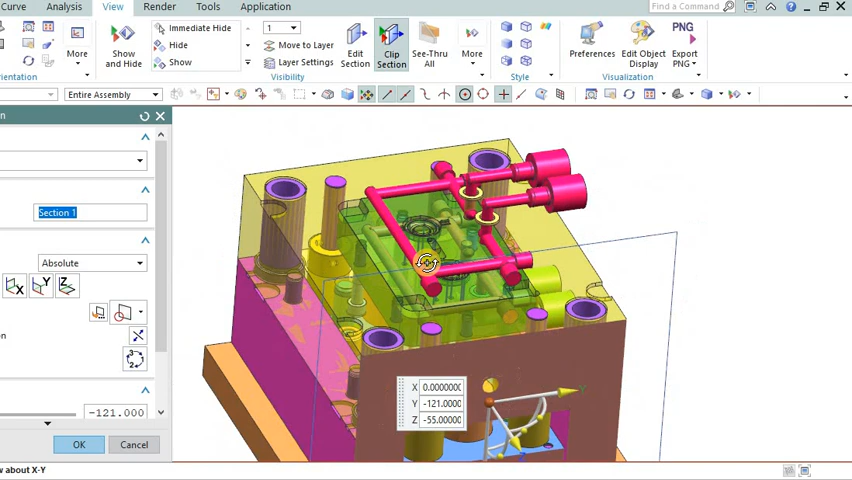 Curve Analysis View Render Tools Application Find a Command
More
Show and Hide
Immediate Hide
Hide
Show
1
Move to Layer
Layer Settings
Edit Section
Clip Section
See-Thru All
More
Preferences
Edit Object Display
Export PNG
PNG
Visibility Style Visualization
Entire Assembly
Section 1
Absolute
X Y Z
-121.000
OK Cancel
X 0.0000000
Y -121.0000
Z -55.00000
Y
w about X-Y